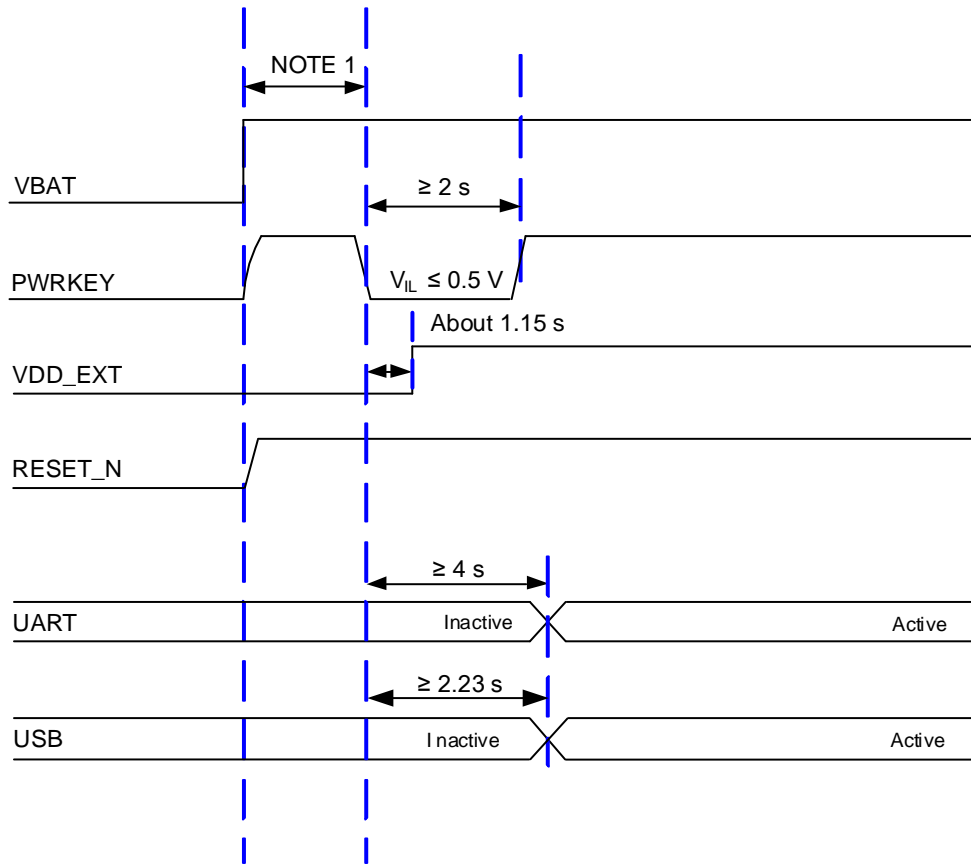 NOTE 1
VBAT
≥ 2 s
PWRKEY
VIL ≤ 0.5 V
About 1.15 s
VDD_EXT
RESET_N
≥ 4 s
UART
Inactive
Active
≥ 2.23 s
USB
Inactive
Active